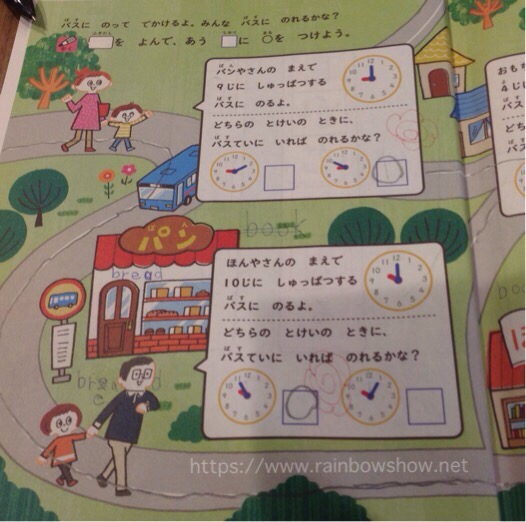 バスに のって でかけるよ。みんな バスに のれるかな？
を よんで、あう □に ○を つけよう。
パンやさんの まえで
9じに しゅっぱつする
バスに のるよ。
どちらの とけいの ときに、
バスていに いれば のれるかな？
パン
book
bread
ほんやさんの まえで
10じに しゅっぱつする
バスに のるよ。
どちらの とけいの ときに、
バスていに いれば のれるかな？
おもち
https://www.rainbowshow.net